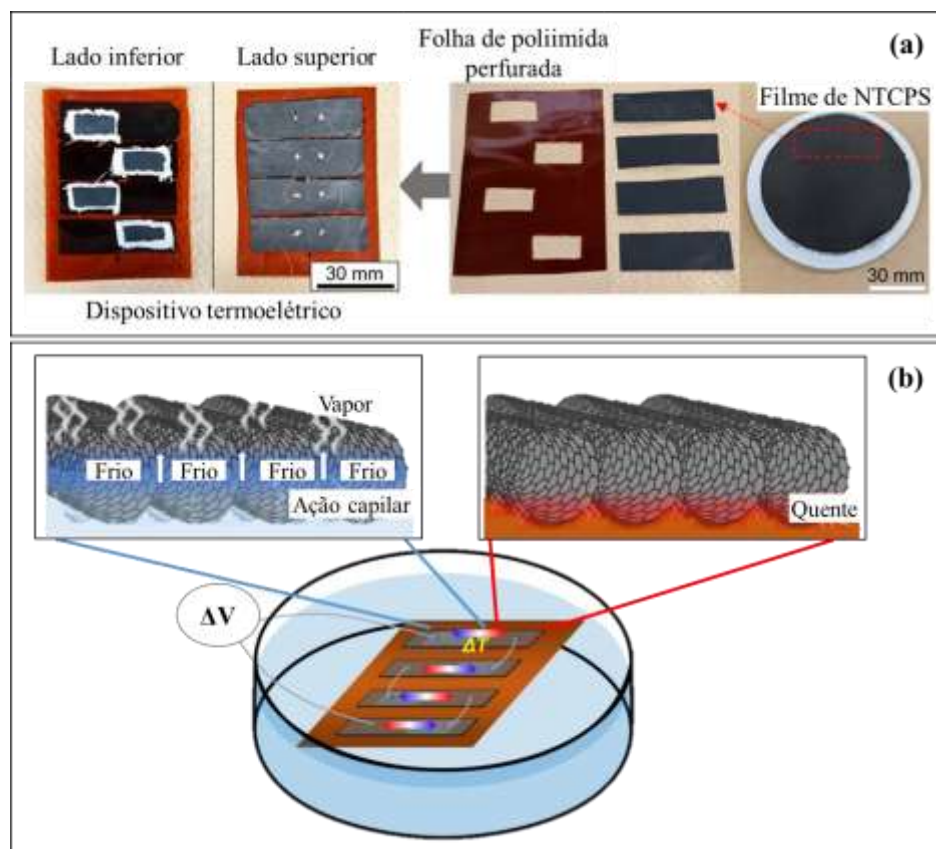 (a)
Lado inferior
Lado superior
Folha de poliimida
perfurada
Filme de NTCPS
30 mm
30 mm
Dispositivo termoelétrico
(b)
Vapor
Frio
Frio
Frio
Frio
Ação capilar
Quente
ΔV
ΔT